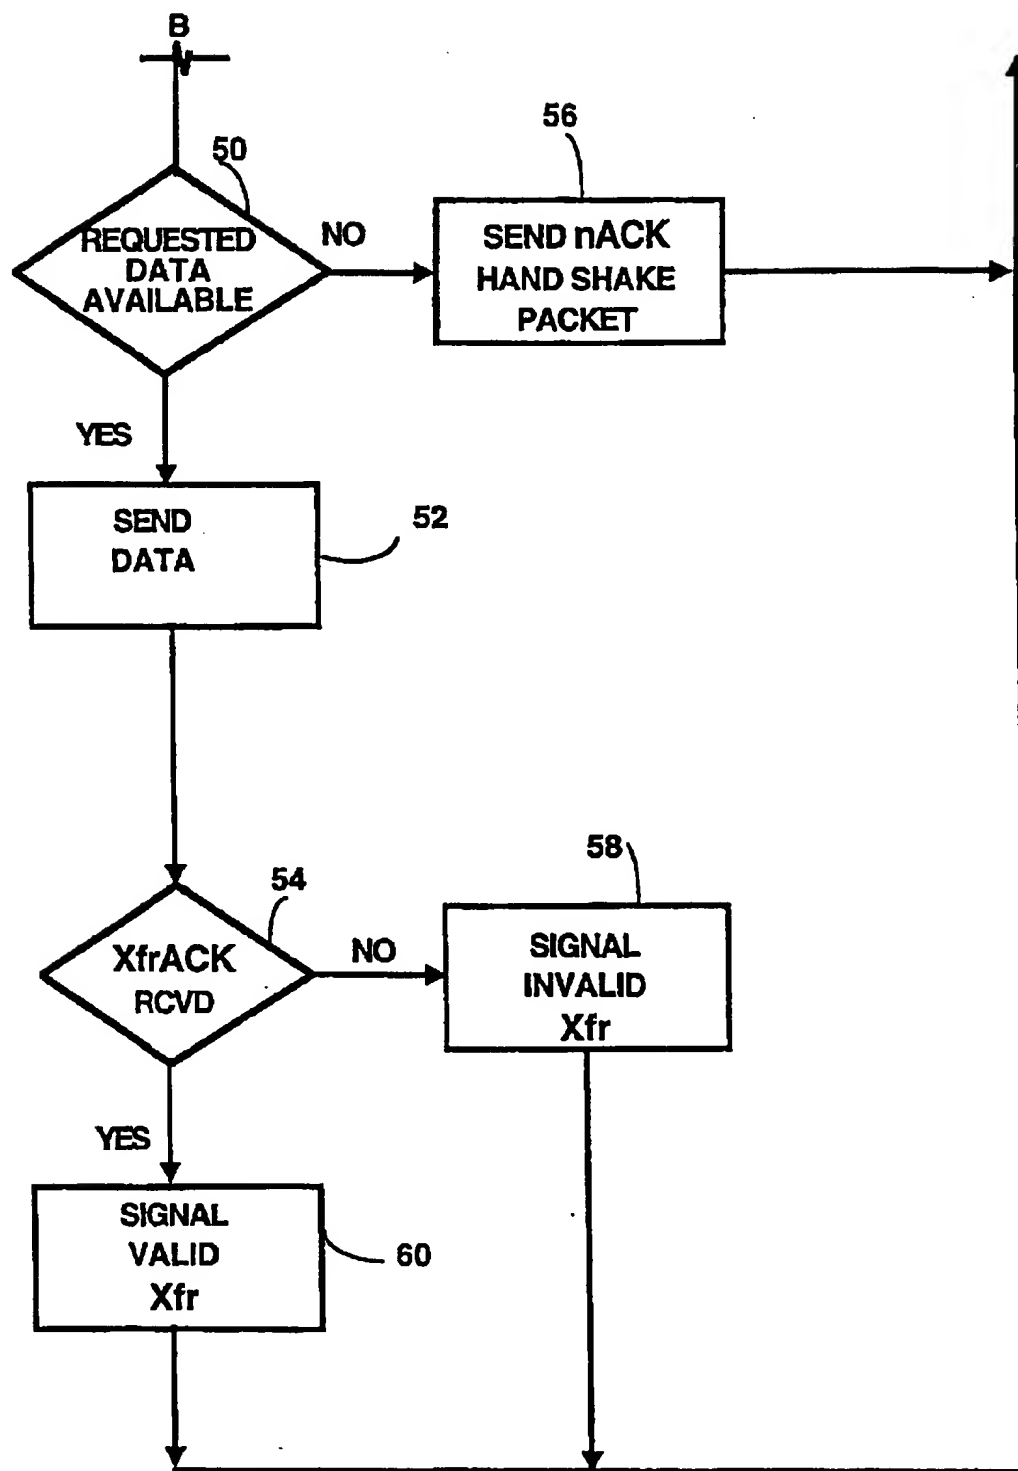 B
50
REQUESTED
DATA
AVAILABLE
NO
56
SEND nACK
HAND SHAKE
PACKET
YES
SEND
DATA
52
54
XfrACK
RCVD
NO
58
SIGNAL
INVALID
Xfr
YES
SIGNAL
VALID
Xfr
60